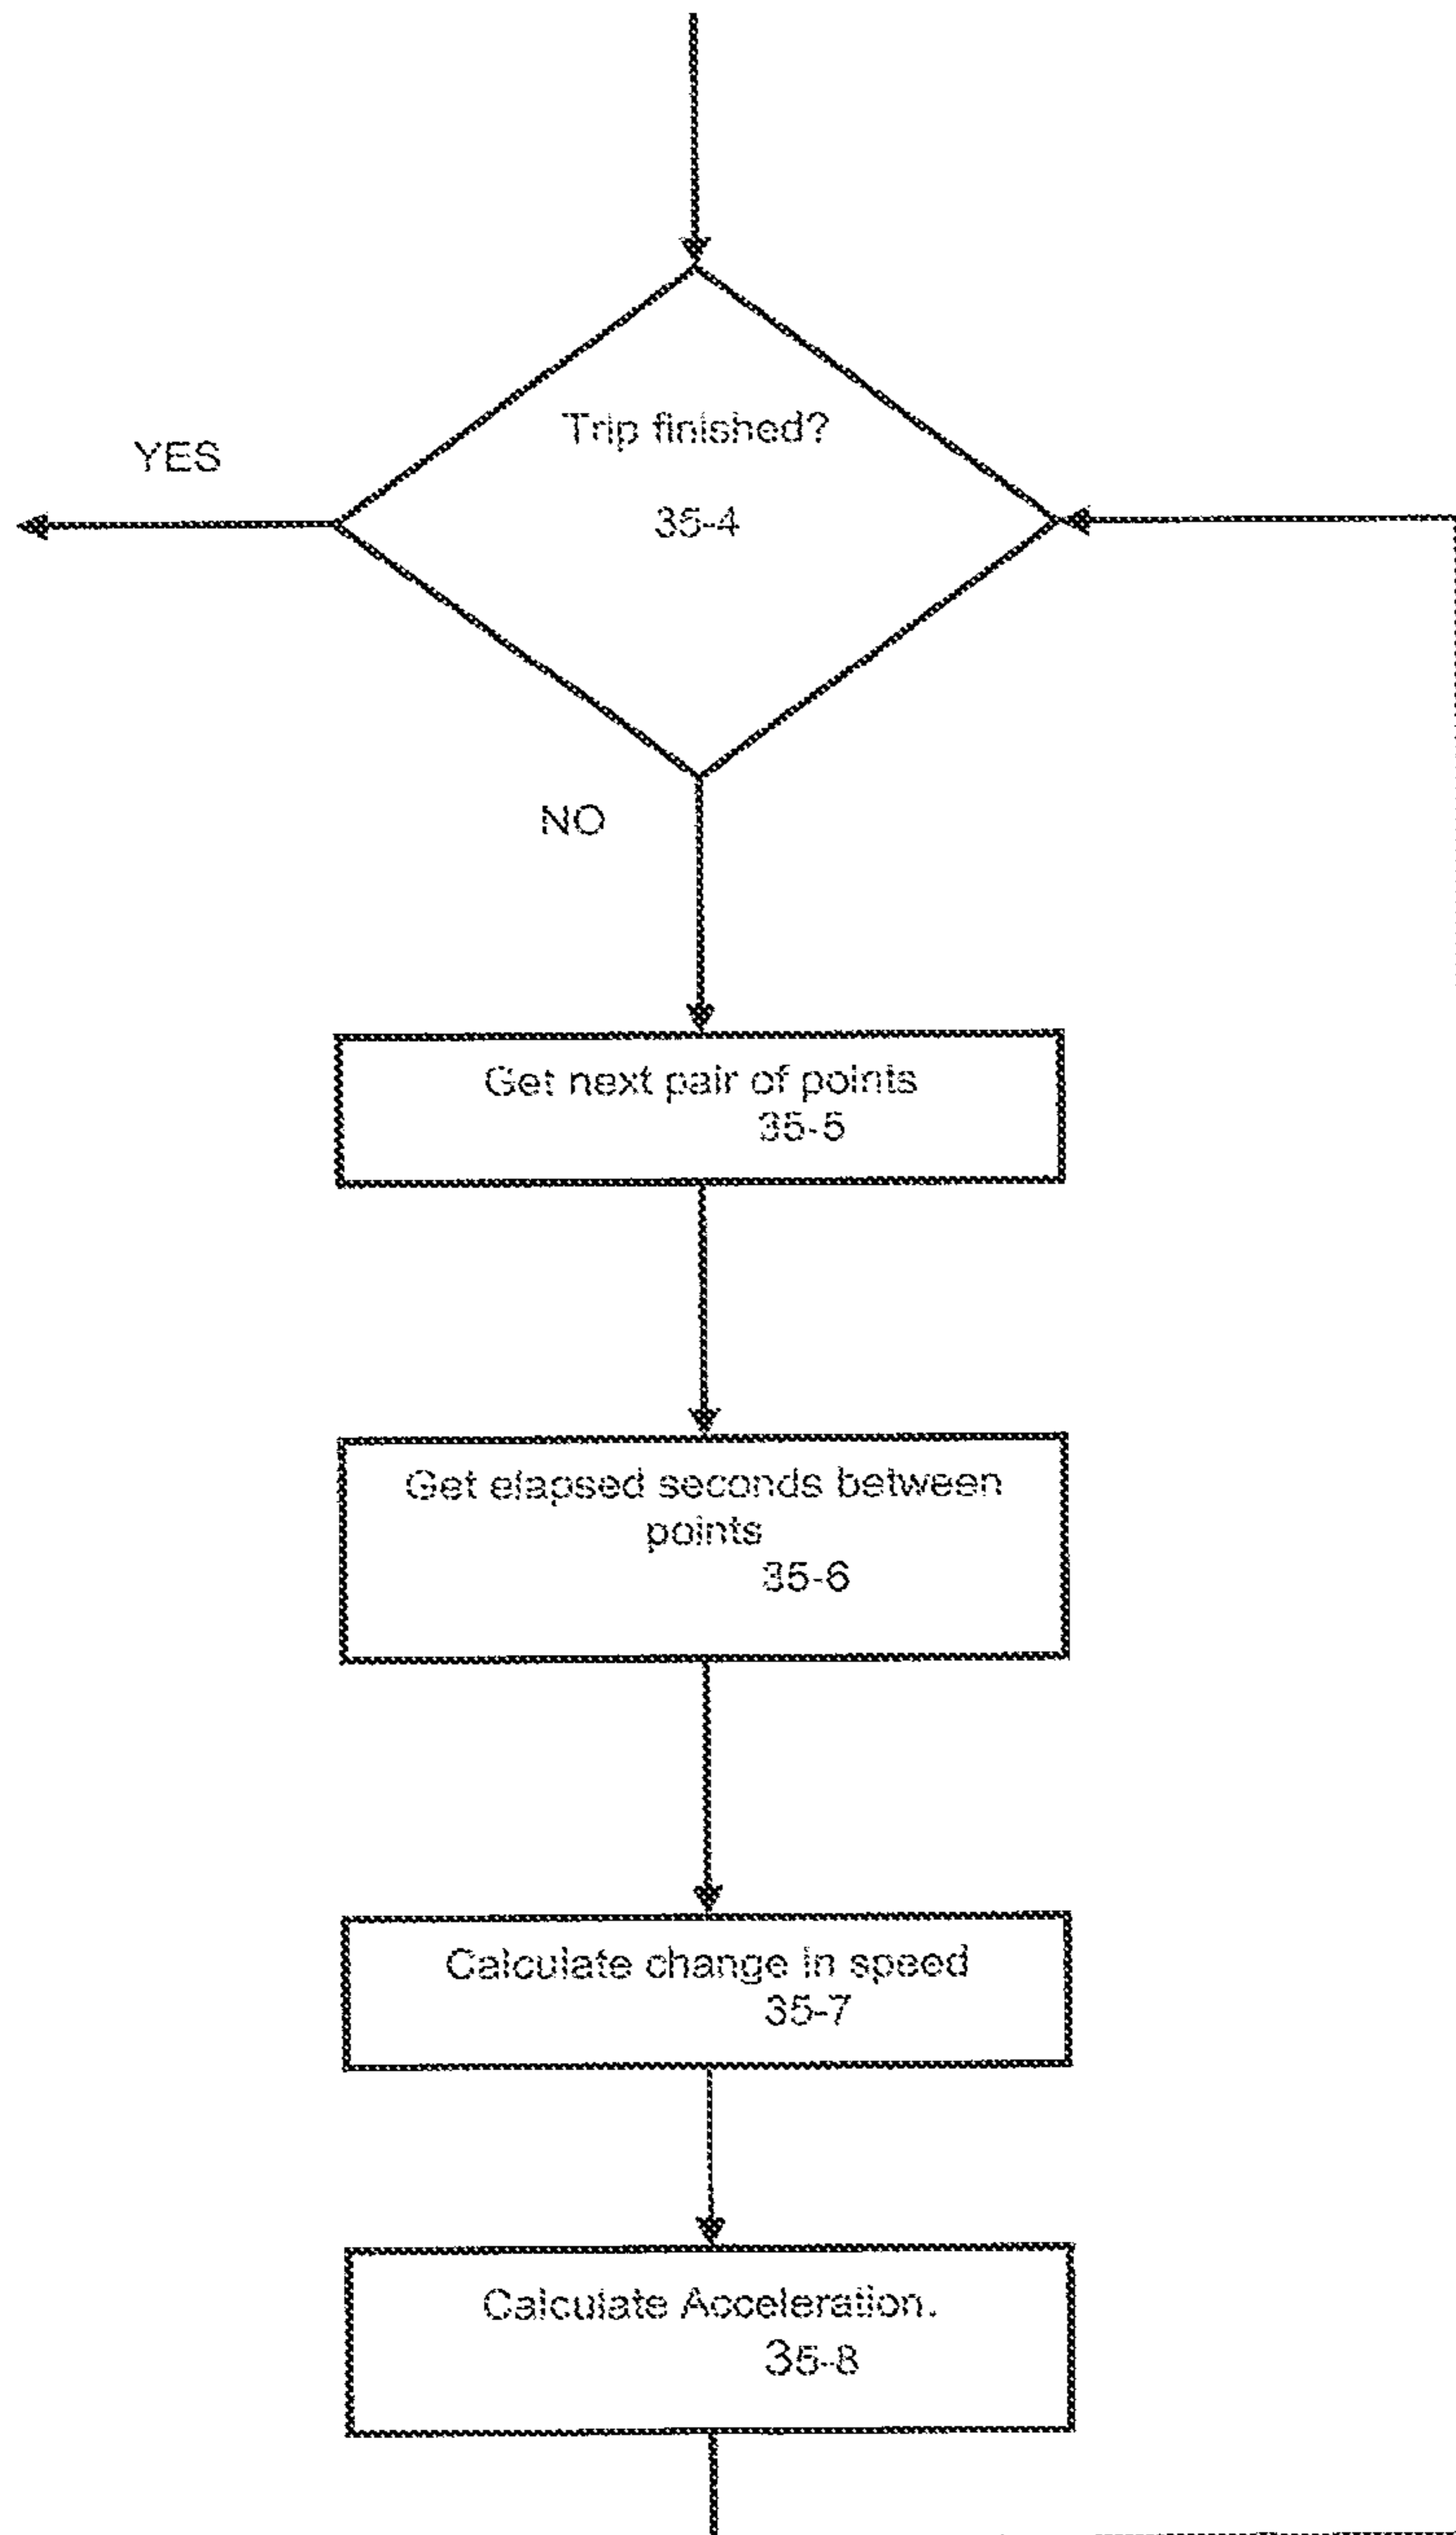 Trip finished?
35-4
YES
NO
Get next pair of points
35-5
Get elapsed seconds between
points
35-6
Calculate change in speed
35-7
Calculate Acceleration.
35-8